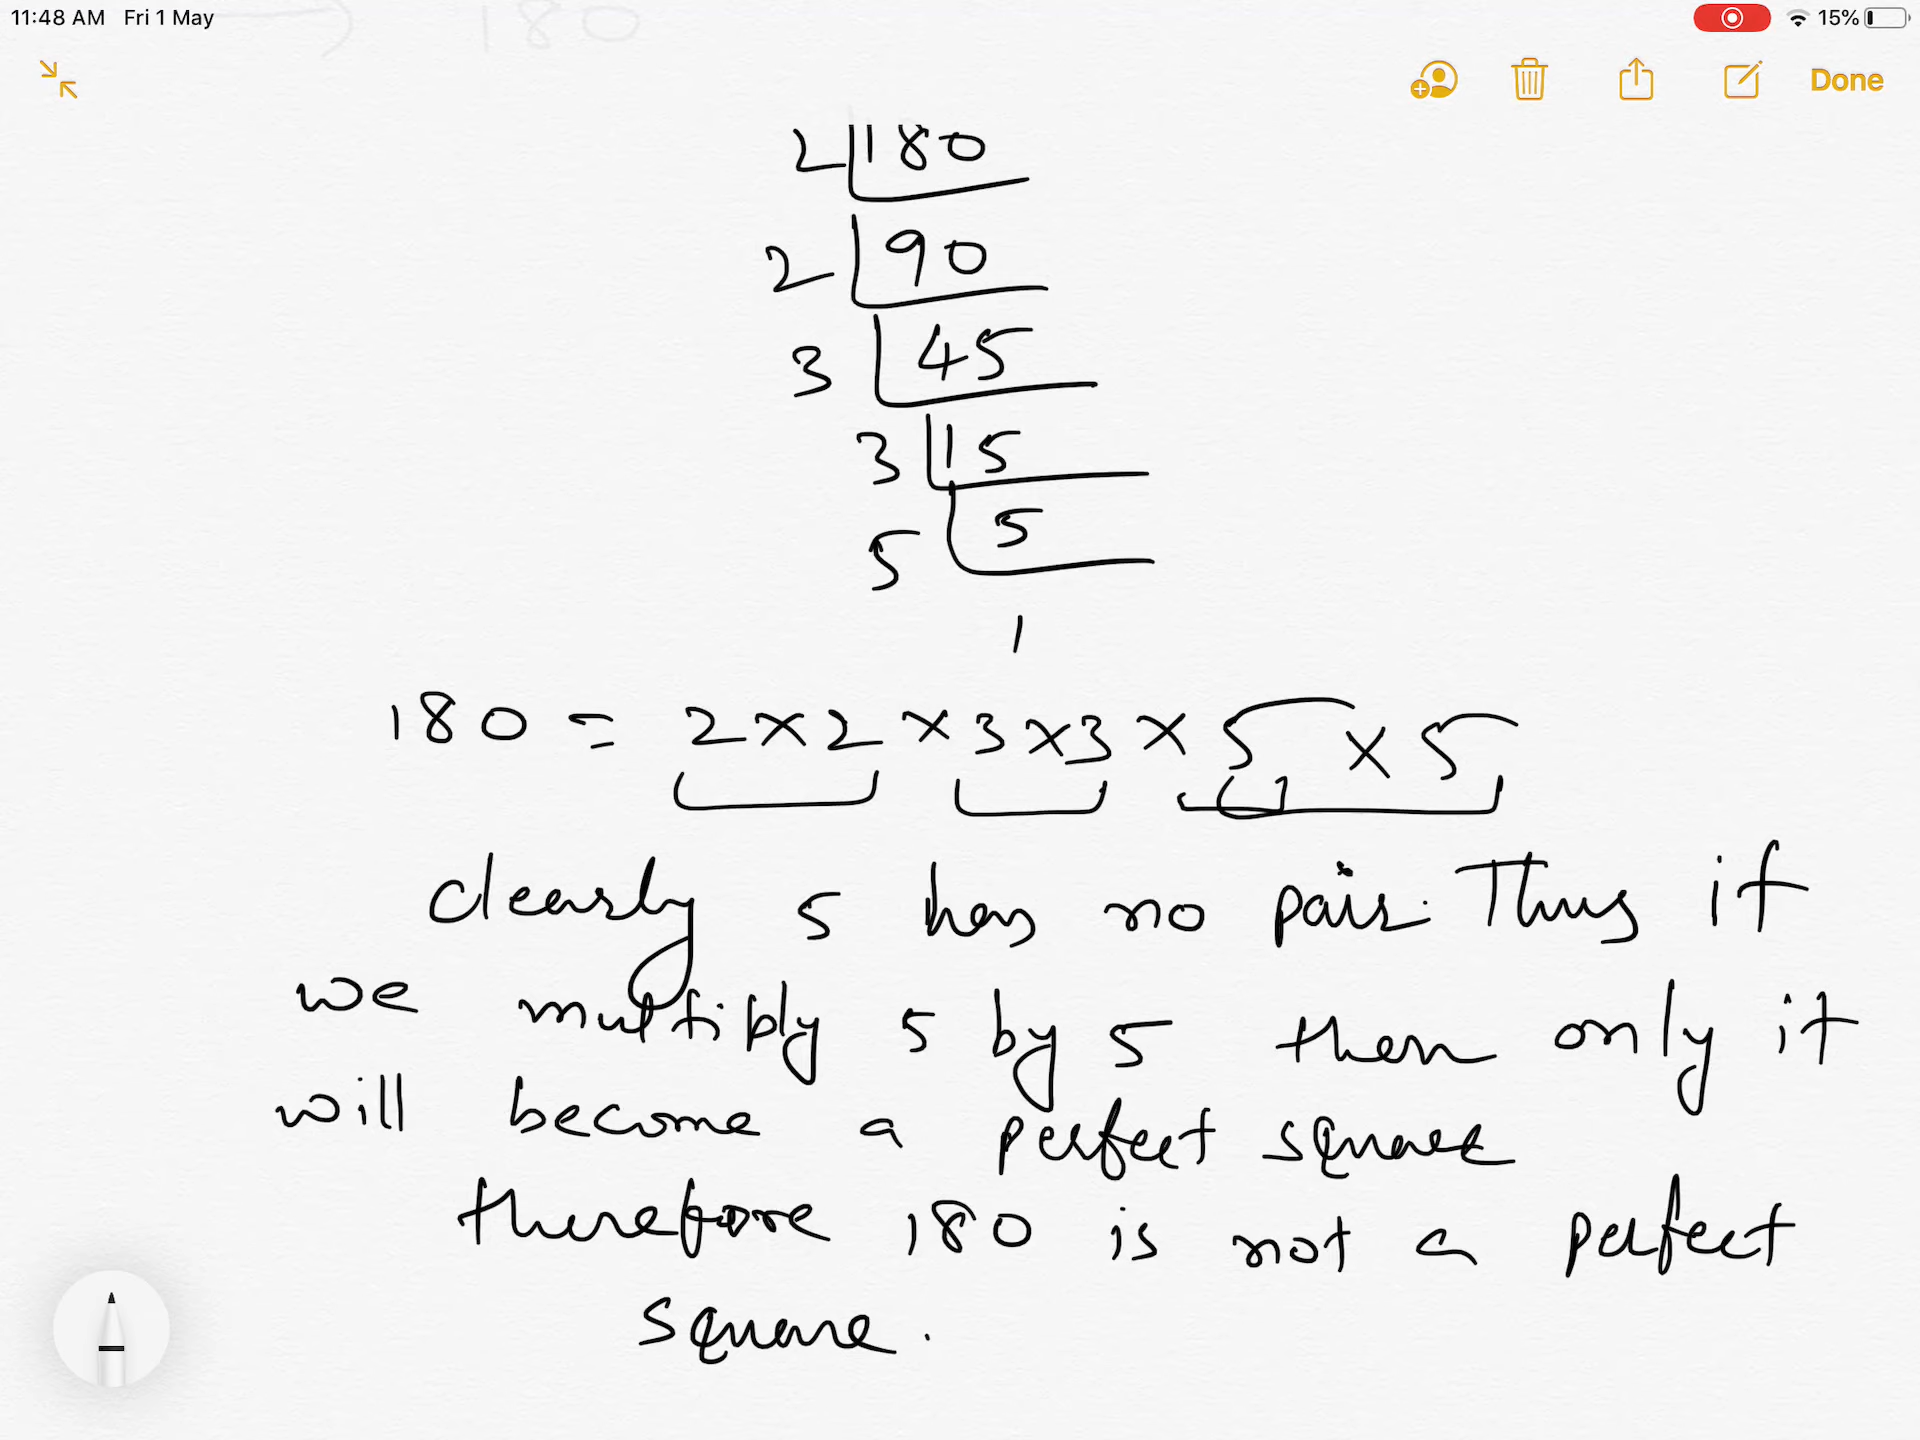 11:48 AM Fri 1 May 15%
180
Done
2 180
2 90
3 45
3 15
5 5
1
180 = 2 × 2 × 3 × 3 × 5 × 5
clearly 5 has no pair. Thus if
we multiply 5 by 5 then only it
will become a perfect square
therefore 180 is not a perfect
square.